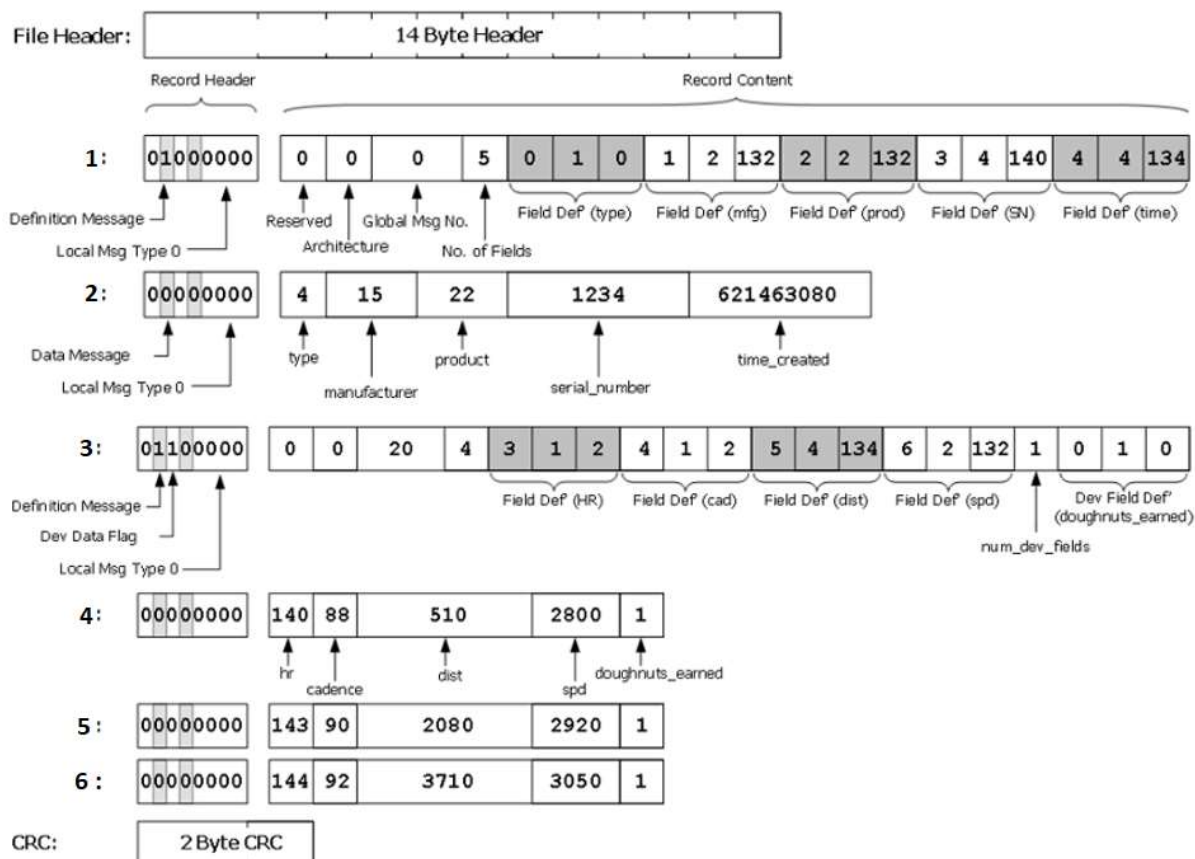 File Header: 14 Byte Header
Record Header Record Content
1: 01000000 0 0 0 5 0 1 0 1 2 132 2 2 132 3 4 140 4 4 134
Definition Message Reserved Global Msg No. Field Def' (type) Field Def' (mfg) Field Def' (prod) Field Def' (SN) Field Def' (time)
Local Msg Type 0 Architecture No. of Fields
2: 00000000 4 15 22 1234 621463080
Data Message type product time_created
Local Msg Type 0 manufacturer serial_number
3: 01100000 0 0 20 4 3 1 2 4 1 2 5 4 134 6 2 132 1 0 1 0
Definition Message Field Def' (HR) Field Def' (cad) Field Def' (dist) Field Def' (spd) Dev Field Def'
(doughnuts_earned)
Dev Data Flag num_dev_fields
Local Msg Type 0
4: 00000000 140 88 510 2800 1
hr dist doughnuts_earned
cadence spd
5: 00000000 143 90 2080 2920 1
6: 00000000 144 92 3710 3050 1
CRC: 2 Byte CRC